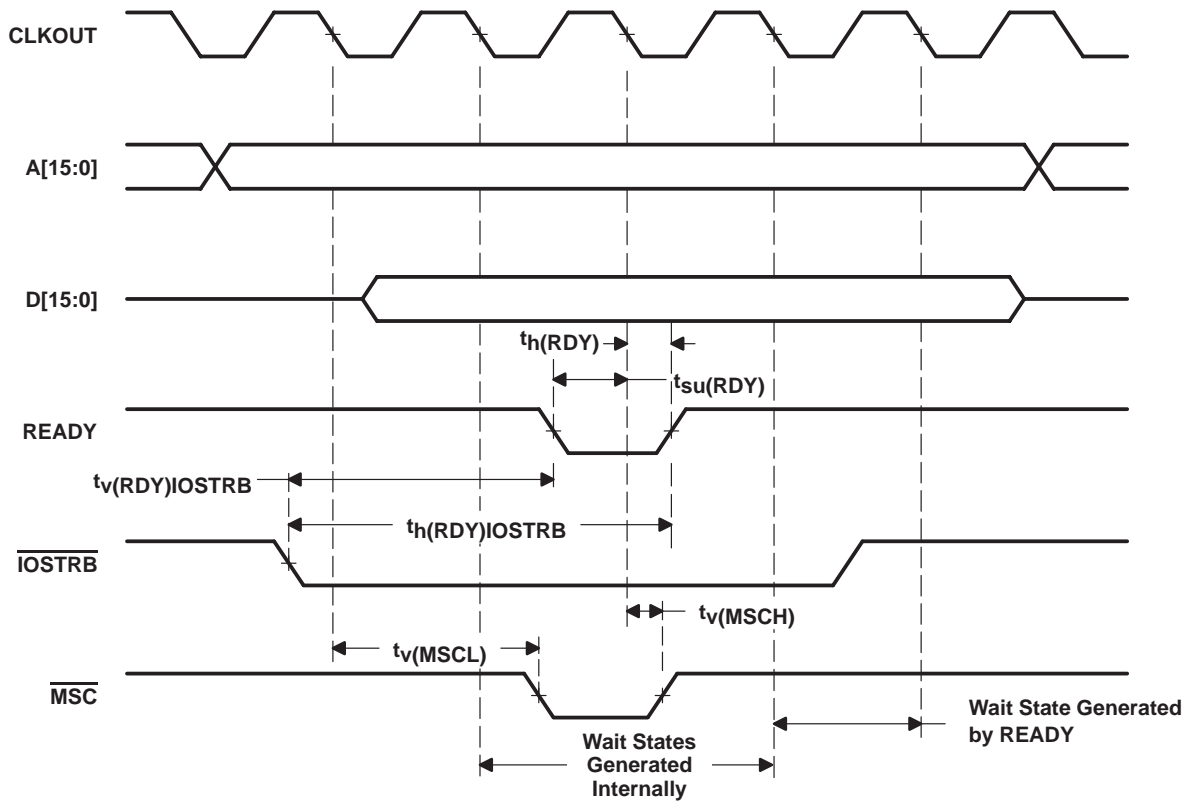 CLKOUT
A[15:0]
D[15:0]
th(RDY)
tsu(RDY)
READY
tv(RDY)IOSTRB
th(RDY)IOSTRB
IOSTRB
tv(MSCH)
tv(MSCL)
MSC
Wait State Generated
by READY
Wait States
Generated
Internally